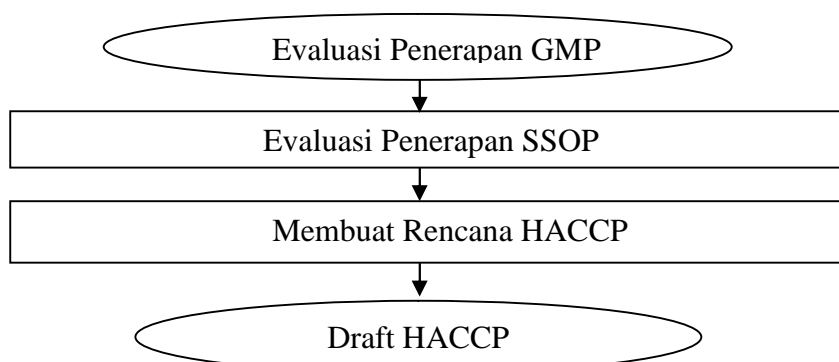 Evaluasi Penerapan GMP
Evaluasi Penerapan SSOP
Membuat Rencana HACCP
Draft HACCP